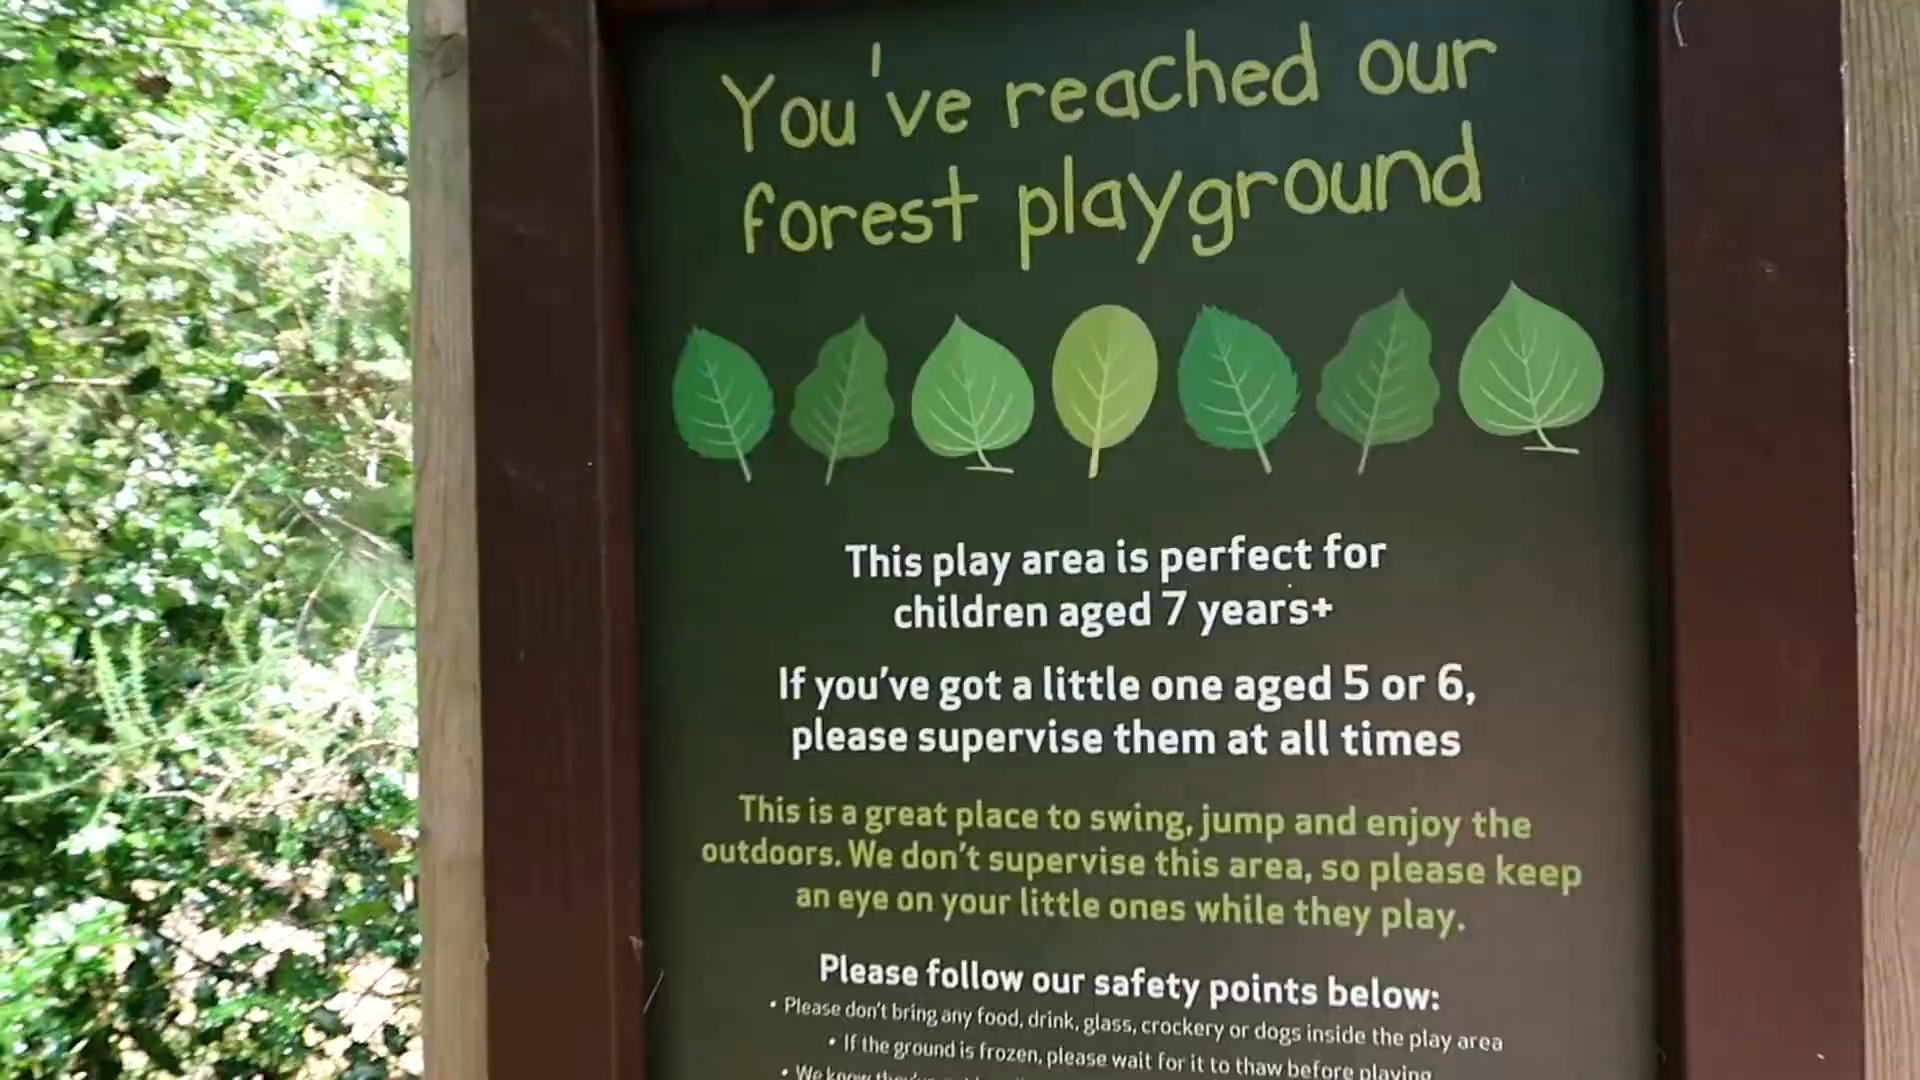 You've reached our
forest playground
This play area is perfect for
children aged 7 years+
If you've got a little one aged 5 or 6,
please supervise them at all times
This is a great place to swing, jump and enjoy the
outdoors. We don't supervise this area, so please keep
an eye on your little ones while they play.
Please follow our safety points below:
• Please don't bring any food, drink, glass, crockery or dogs inside the play area
• If the ground is frozen, please wait for it to thaw before playing
• We know